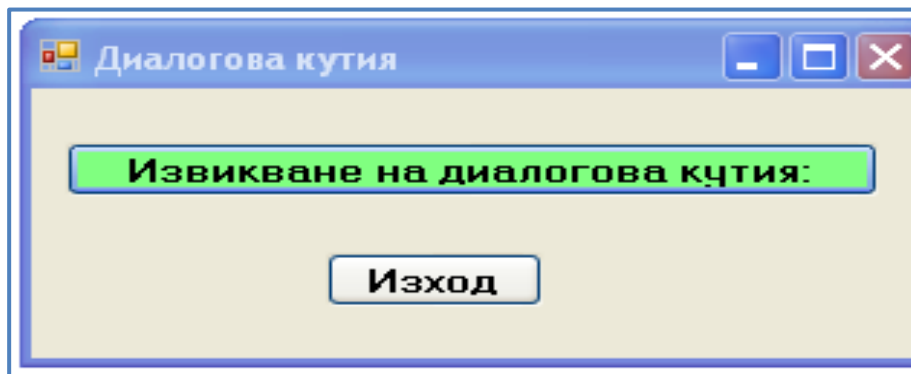 Диалогова кутия
Извикване на диалогова кутия:
Изход